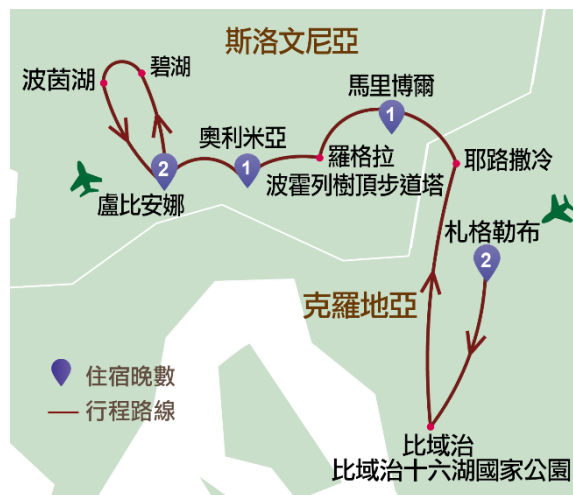 斯洛文尼亞
波茵湖
碧湖
馬里博爾
1
奧利米亞
1
羅格拉
波霍列樹頂步道塔
耶路撒冷
2
盧比安娜
札格勒布
2
克羅地亞
住宿晚數
行程路線
比域治
比域治十六湖國家公園